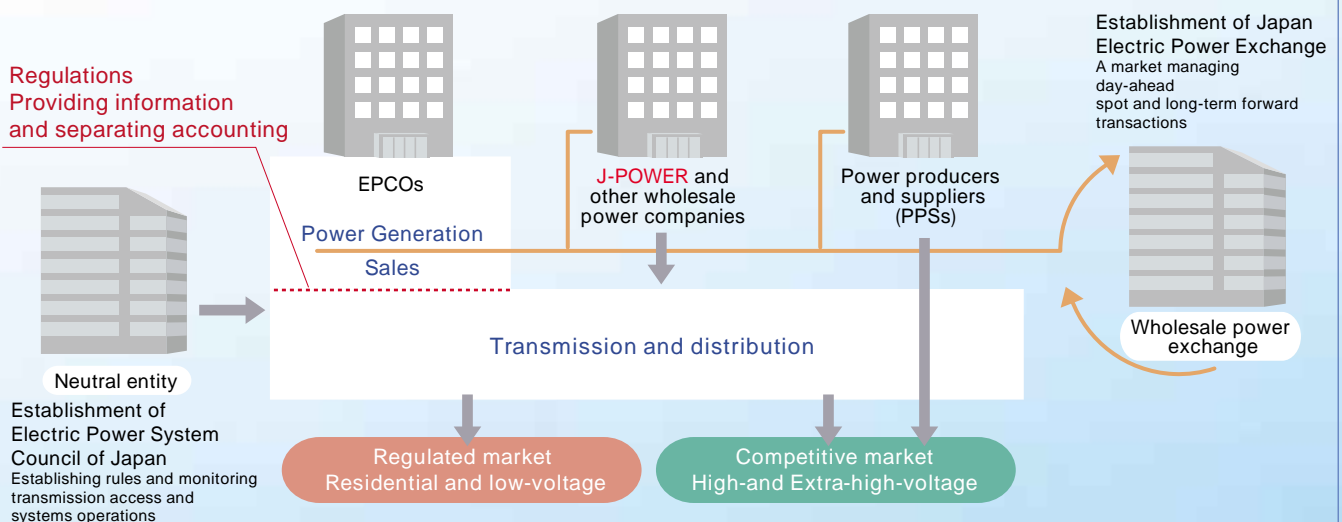 Regulations
Providing information
and separating accounting
EPCOs
Power Generation
Sales
J-POWER and
other wholesale
power companies
Power producers
and suppliers
(PPSs)
Establishment of Japan
Electric Power Exchange
A market managing
day-ahead
spot and long-term forward
transactions
Wholesale power
exchange
Transmission and distribution
Neutral entity
Establishment of
Electric Power System
Council of Japan
Establishing rules and monitoring
transmission access and
systems operations
Regulated market
Residential and low-voltage
Competitive market
High-and Extra-high-voltage